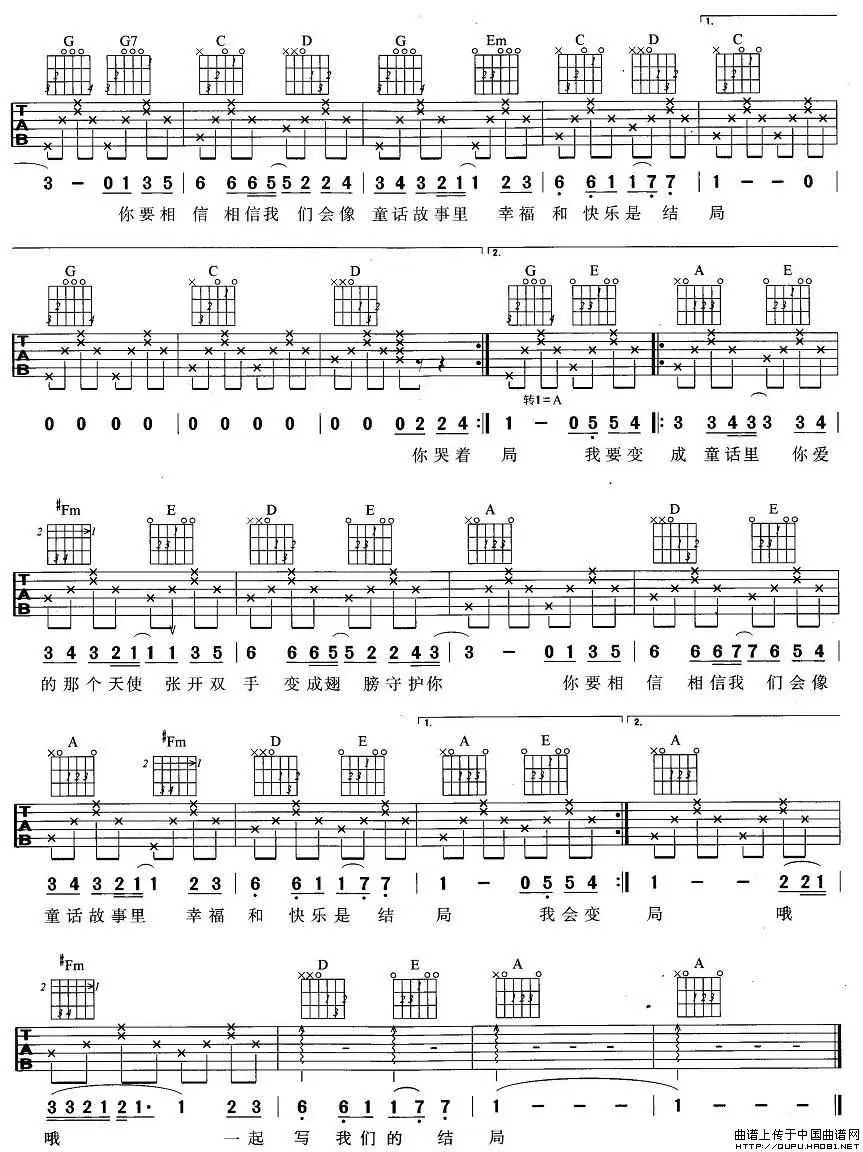 1.
G G7 C D G Em C D C
TAB
3 - 0 1 3 5 | 6 6 6 5 5 2 2 4 | 3 4 3 2 1 1 2 3 | 6 6 1 1 7 7 | 1 - - 0
你要相信 相信我们会像 童话故事里 幸福和快乐是结局
2.
G C D G E A E
TAB
转1=A
0 0 0 0 | 0 0 0 0 | 0 0 0 2 2 4 :| 1 - 0 5 5 4 |: 3 3 4 3 3 3 4
你哭着 局 我要变成童话里 你爱
#Fm E D E A D E
TAB
3 4 3 2 1 1 1 3 5 | 6 6 6 5 5 2 2 4 3 | 3 - 0 1 3 5 | 6 6 6 7 7 6 5 4
的那个天使 张开双手 变成翅膀守护你 你要相信 相信我们会像
1. 2.
A #Fm D E A E A
TAB
3 4 3 2 1 1 2 3 | 6 6 1 1 7 7 | 1 - 0 5 5 4 :| 1 - - 2 2 1
童话故事里 幸福和快乐是结局 我会变局 哦
#Fm D E A A
TAB
3 3 2 1 2 1· 1 2 3 | 6 6 1 1 7 7 | 1 - - - | 1 - - -
哦 一起写我们的结局
曲谱上传于中国曲谱网
HTTP://QUPU.HAO81.NET